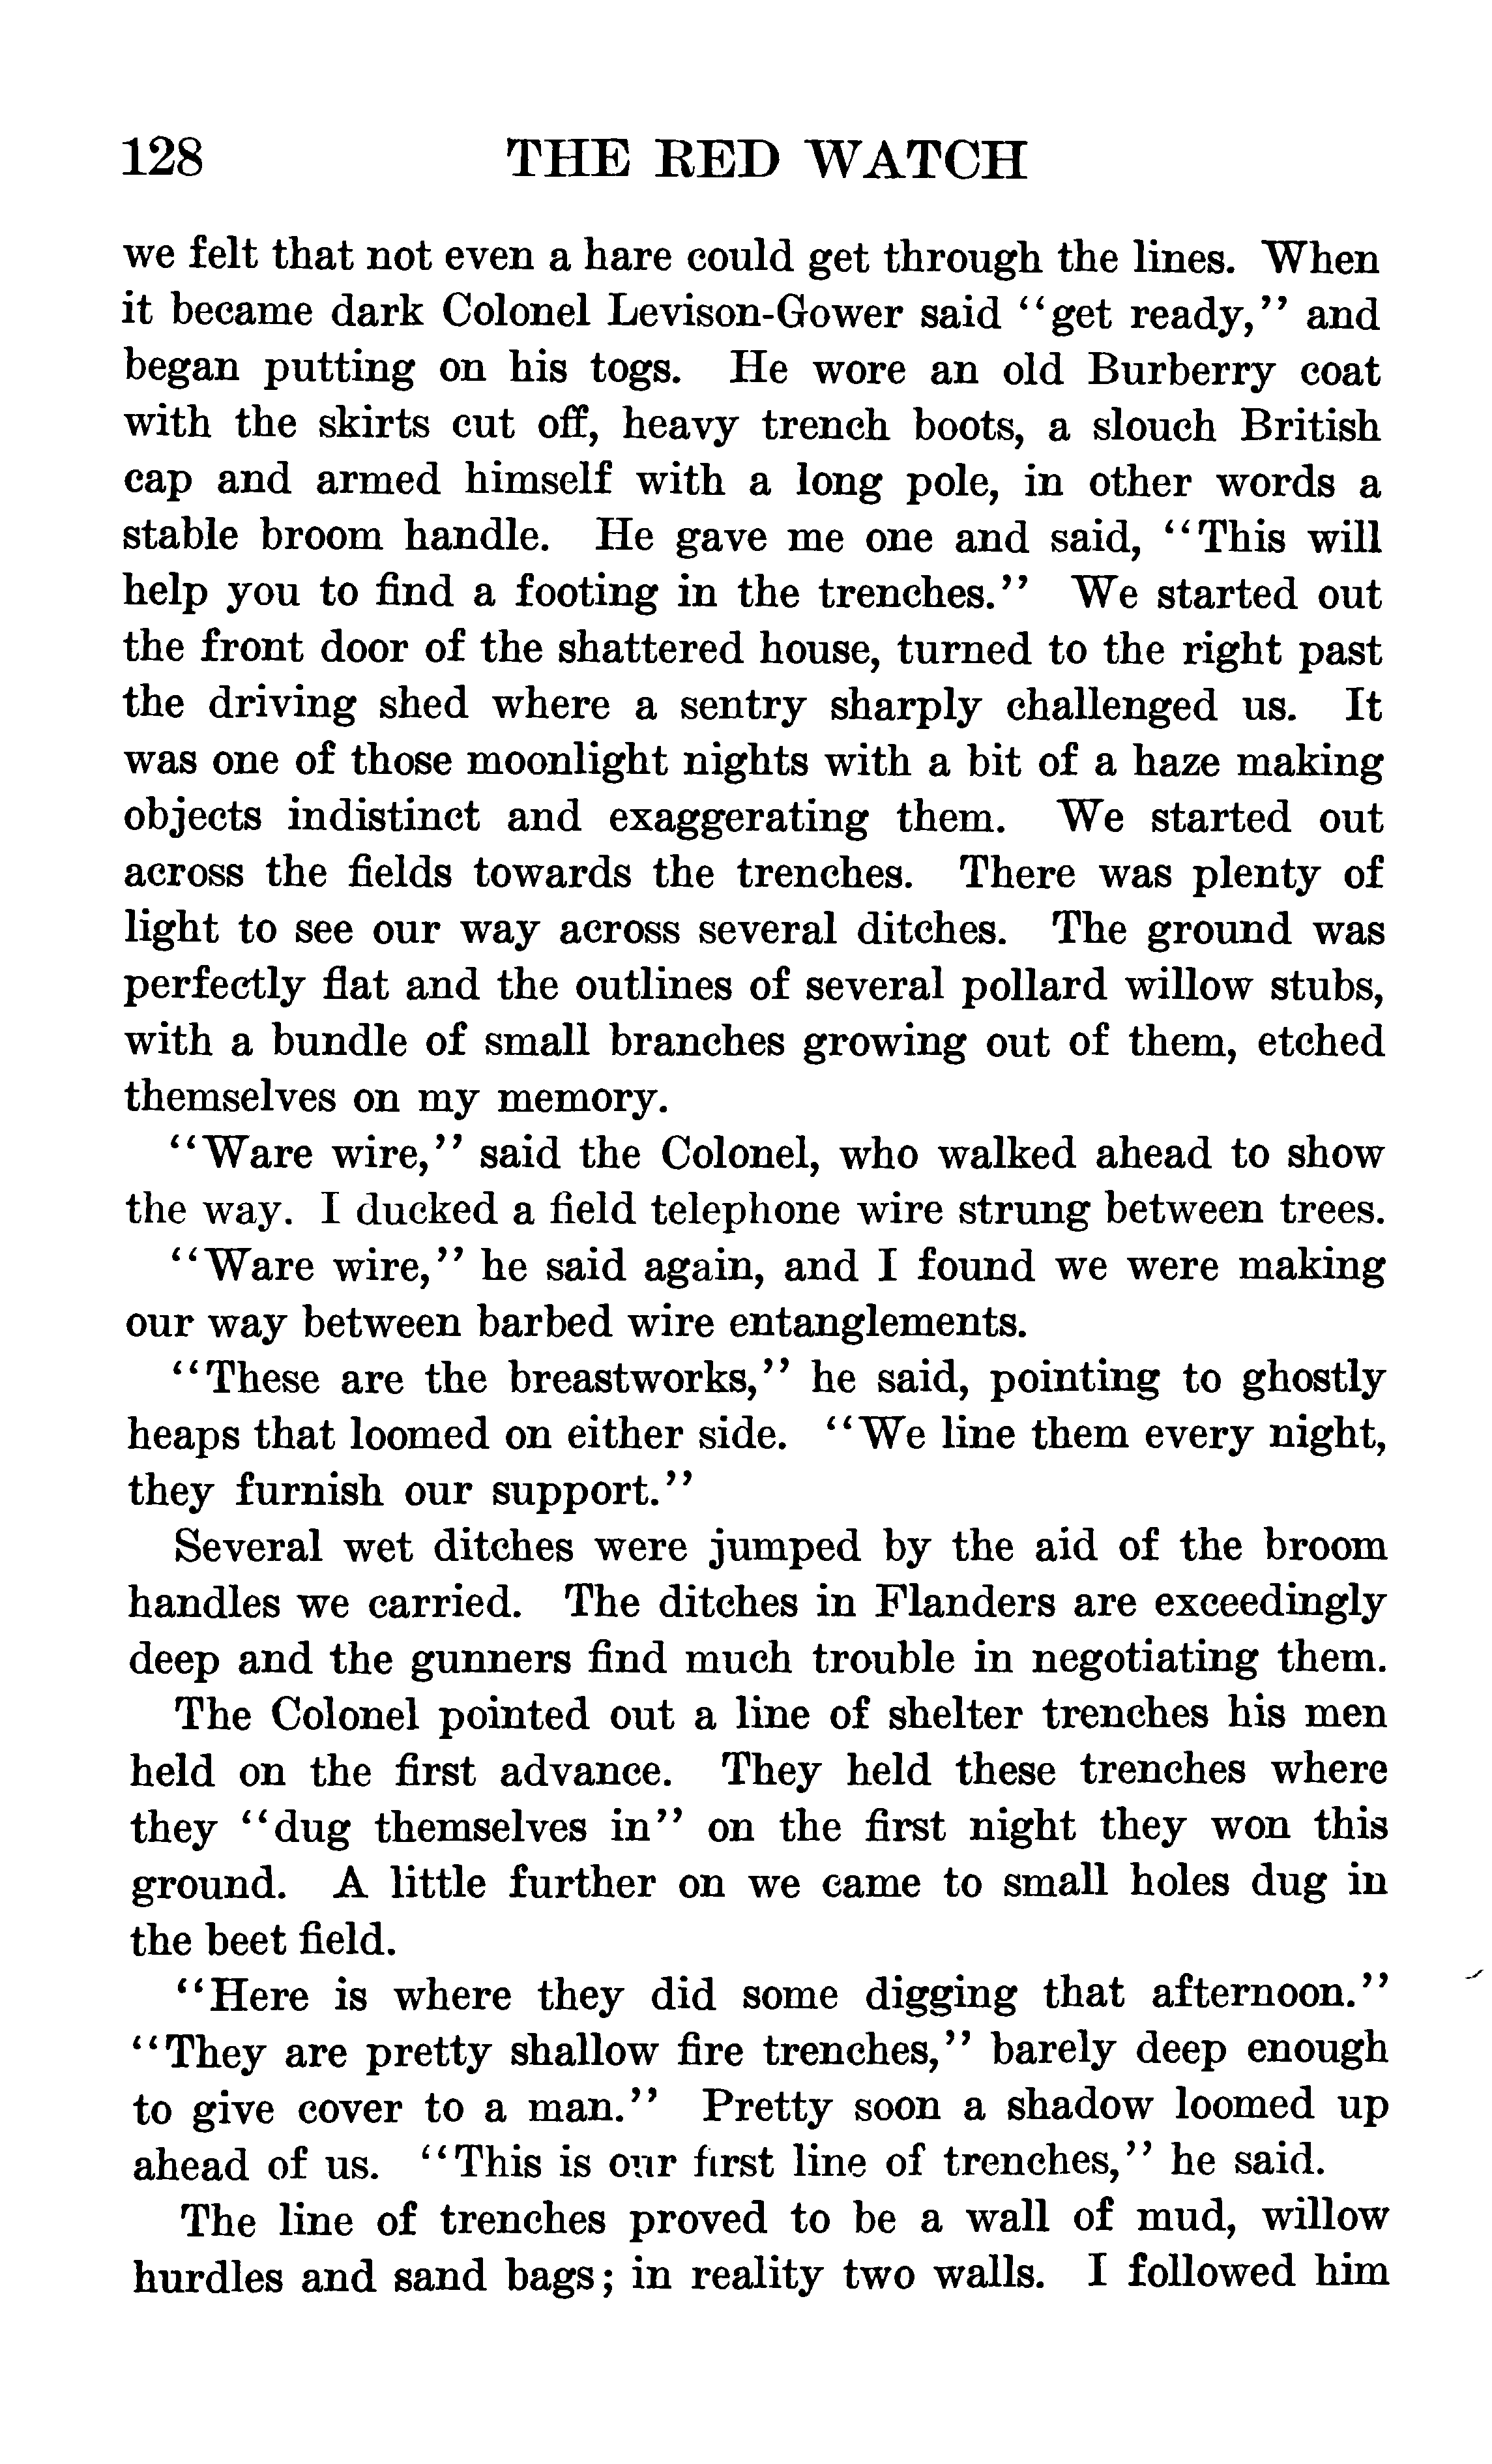 128 THE RED WATCH
we felt that not even a hare could get through the lines. When
it became dark Colonel Levison-Gower said "get ready," and
began putting on his togs. He wore an old Burberry coat
with the skirts cut off, heavy trench boots, a slouch British
cap and armed himself with a long pole, in other words a
stable broom handle. He gave me one and said, "This will
help you to find a footing in the trenches." We started out
the front door of the shattered house, turned to the right past
the driving shed where a sentry sharply challenged us. It
was one of those moonlight nights with a bit of a haze making
objects indistinct and exaggerating them. We started out
across the fields towards the trenches. There was plenty of
light to see our way across several ditches. The ground was
perfectly flat and the outlines of several pollard willow stubs,
with a bundle of small branches growing out of them, etched
themselves on my memory.
"Ware wire," said the Colonel, who walked ahead to show
the way. I ducked a field telephone wire strung between trees.
"Ware wire," he said again, and I found we were making
our way between barbed wire entanglements.
"These are the breastworks," he said, pointing to ghostly
heaps that loomed on either side. "We line them every night,
they furnish our support."
Several wet ditches were jumped by the aid of the broom
handles we carried. The ditches in Flanders are exceedingly
deep and the gunners find much trouble in negotiating them.
The Colonel pointed out a line of shelter trenches his men
held on the first advance. They held these trenches where
they "dug themselves in" on the first night they won this
ground. A little further on we came to small holes dug in
the beet field.
"Here is where they did some digging that afternoon."
"They are pretty shallow fire trenches," barely deep enough
to give cover to a man." Pretty soon a shadow loomed up
ahead of us. "This is our first line of trenches," he said.
The line of trenches proved to be a wall of mud, willow
hurdles and sand bags; in reality two walls. I followed him